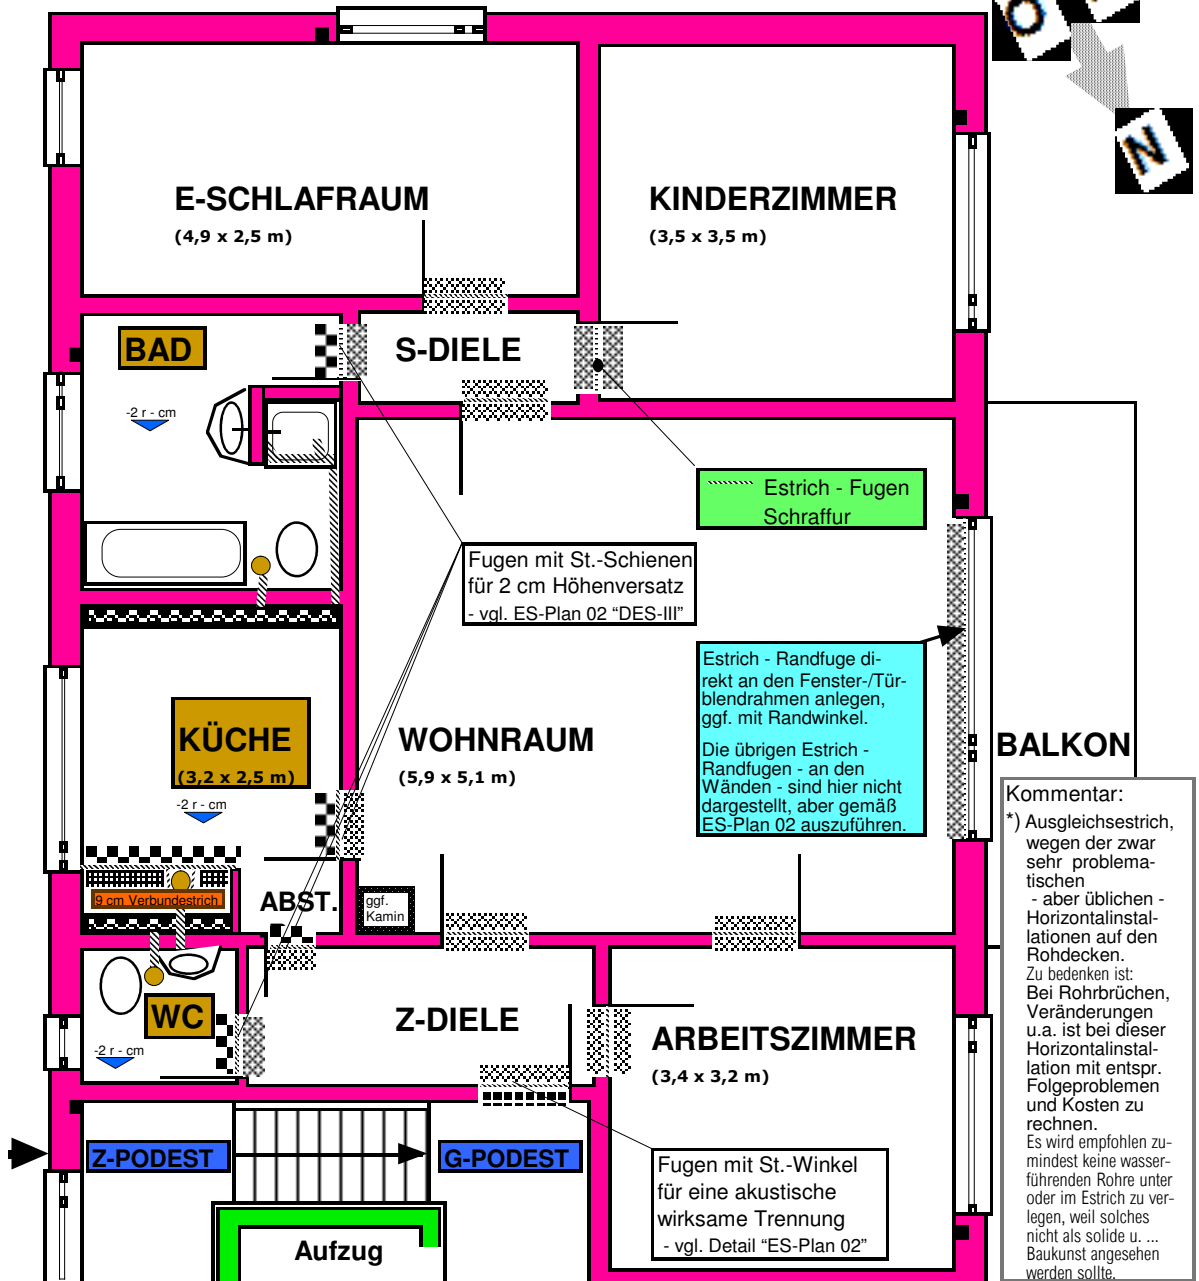 O
N
E-SCHLAFRAUM
(4,9 x 2,5 m)
KINDERZIMMER
(3,5 x 3,5 m)
BAD
S-DIELE
-2 r - cm
Estrich - Fugen
Schraffur
Fugen mit St.-Schienen
für 2 cm Höhenversatz
- vgl. ES-Plan 02 “DES-III”
Estrich - Randfuge di-
rekt an den Fenster-/Tür-
blendrahmen anlegen,
ggf. mit Randwinkel.
Die übrigen Estrich -
Randfugen - an den
Wänden - sind hier nicht
dargestellt, aber gemäß
ES-Plan 02 auszuführen.
KÜCHE
(3,2 x 2,5 m)
-2 r - cm
WOHNRAUM
(5,9 x 5,1 m)
BALKON
9 cm Verbundestrich
ABST.
ggf.
Kamin
WC
-2 r - cm
Z-DIELE
ARBEITSZIMMER
(3,4 x 3,2 m)
Z-PODEST
G-PODEST
Fugen mit St.-Winkel
für eine akustische
wirksame Trennung
- vgl. Detail “ES-Plan 02”
Aufzug
Kommentar:
*) Ausgleichsestrich,
wegen der zwar
sehr problema-
tischen
- aber üblichen -
Horizontalinstal-
lationen auf den
Rohdecken.
Zu bedenken ist:
Bei Rohrbrüchen,
Veränderungen
u.a. ist bei dieser
Horizontalinstal-
lation mit entspr.
Folgeproblemen
und Kosten zu
rechnen.
Es wird empfohlen zu-
mindest keine wasser-
führenden Rohre unter
oder im Estrich zu ver-
legen, weil solches
nicht als solide u. ...
Baukunst angesehen
werden sollte.